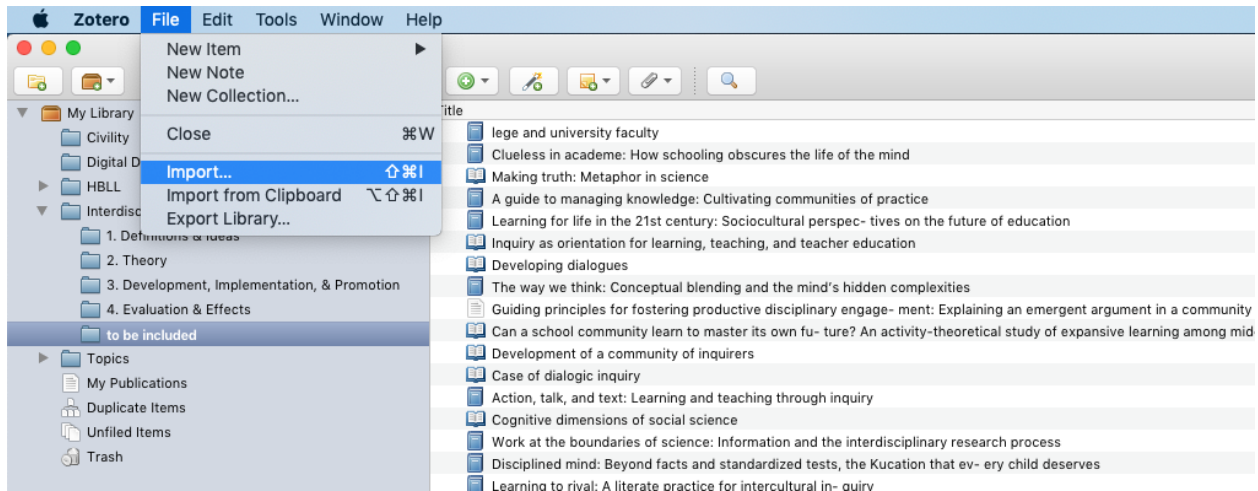 Zotero File Edit Tools Window Help
New Item
New Note
New Collection...
Close ⌘W
Import... ⇧⌘I
Import from Clipboard ⌥⇧⌘I
Export Library...
My Library
Civility
Digital D
HBLL
Interdisc
1. Definitions & Ideas
2. Theory
3. Development, Implementation, & Promotion
4. Evaluation & Effects
to be included
Topics
My Publications
Duplicate Items
Unfiled Items
Trash
itle
lege and university faculty
Clueless in academe: How schooling obscures the life of the mind
Making truth: Metaphor in science
A guide to managing knowledge: Cultivating communities of practice
Learning for life in the 21st century: Sociocultural perspec- tives on the future of education
Inquiry as orientation for learning, teaching, and teacher education
Developing dialogues
The way we think: Conceptual blending and the mind's hidden complexities
Guiding principles for fostering productive disciplinary engage- ment: Explaining an emergent argument in a community
Can a school community learn to master its own fu- ture? An activity-theoretical study of expansive learning among mid
Development of a community of inquirers
Case of dialogic inquiry
Action, talk, and text: Learning and teaching through inquiry
Cognitive dimensions of social science
Work at the boundaries of science: Information and the interdisciplinary research process
Disciplined mind: Beyond facts and standardized tests, the Kucation that ev- ery child deserves
Learning to rival: A literate practice for intercultural in- quiry